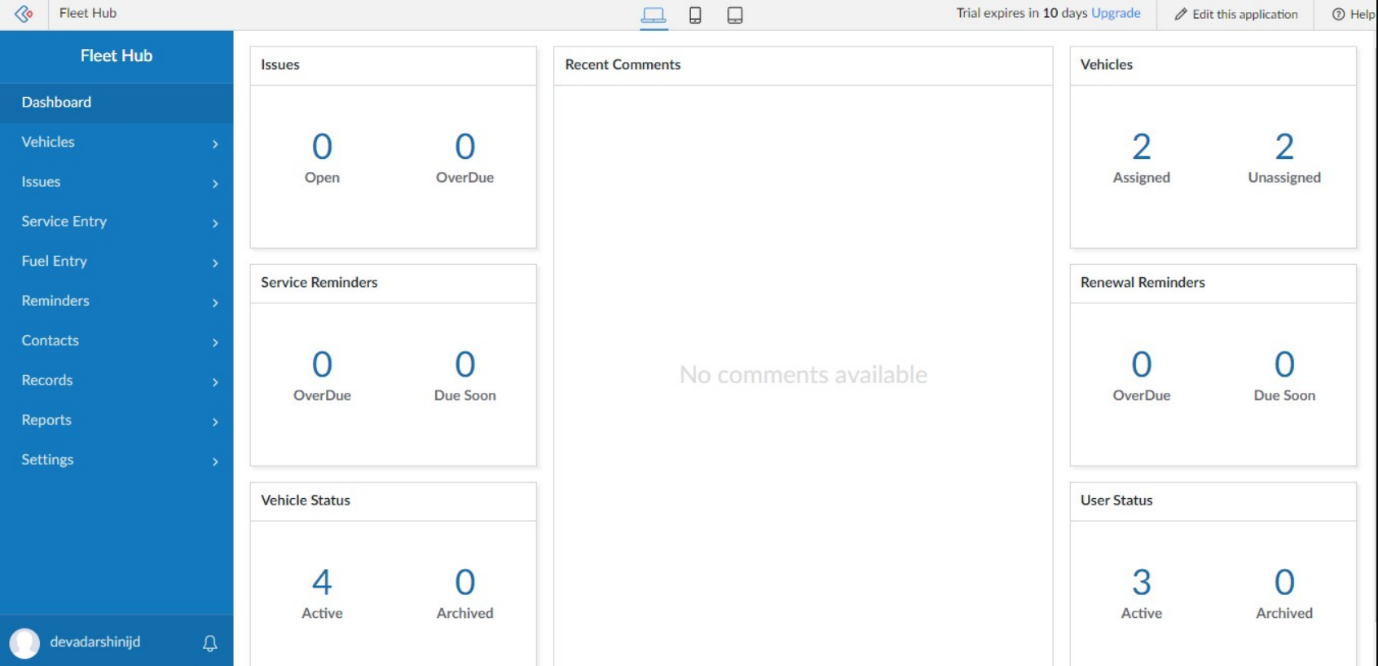 Fleet Hub
Trial expires in 10 days Upgrade
Edit this application
Help
Fleet Hub
Dashboard
Vehicles
Issues
Service Entry
Fuel Entry
Reminders
Contacts
Records
Reports
Settings
devadarshinijd
Issues
0 0
Open OverDue
Service Reminders
0 0
OverDue Due Soon
Vehicle Status
4 0
Active Archived
Recent Comments
No comments available
Vehicles
2 2
Assigned Unassigned
Renewal Reminders
0 0
OverDue Due Soon
User Status
3 0
Active Archived